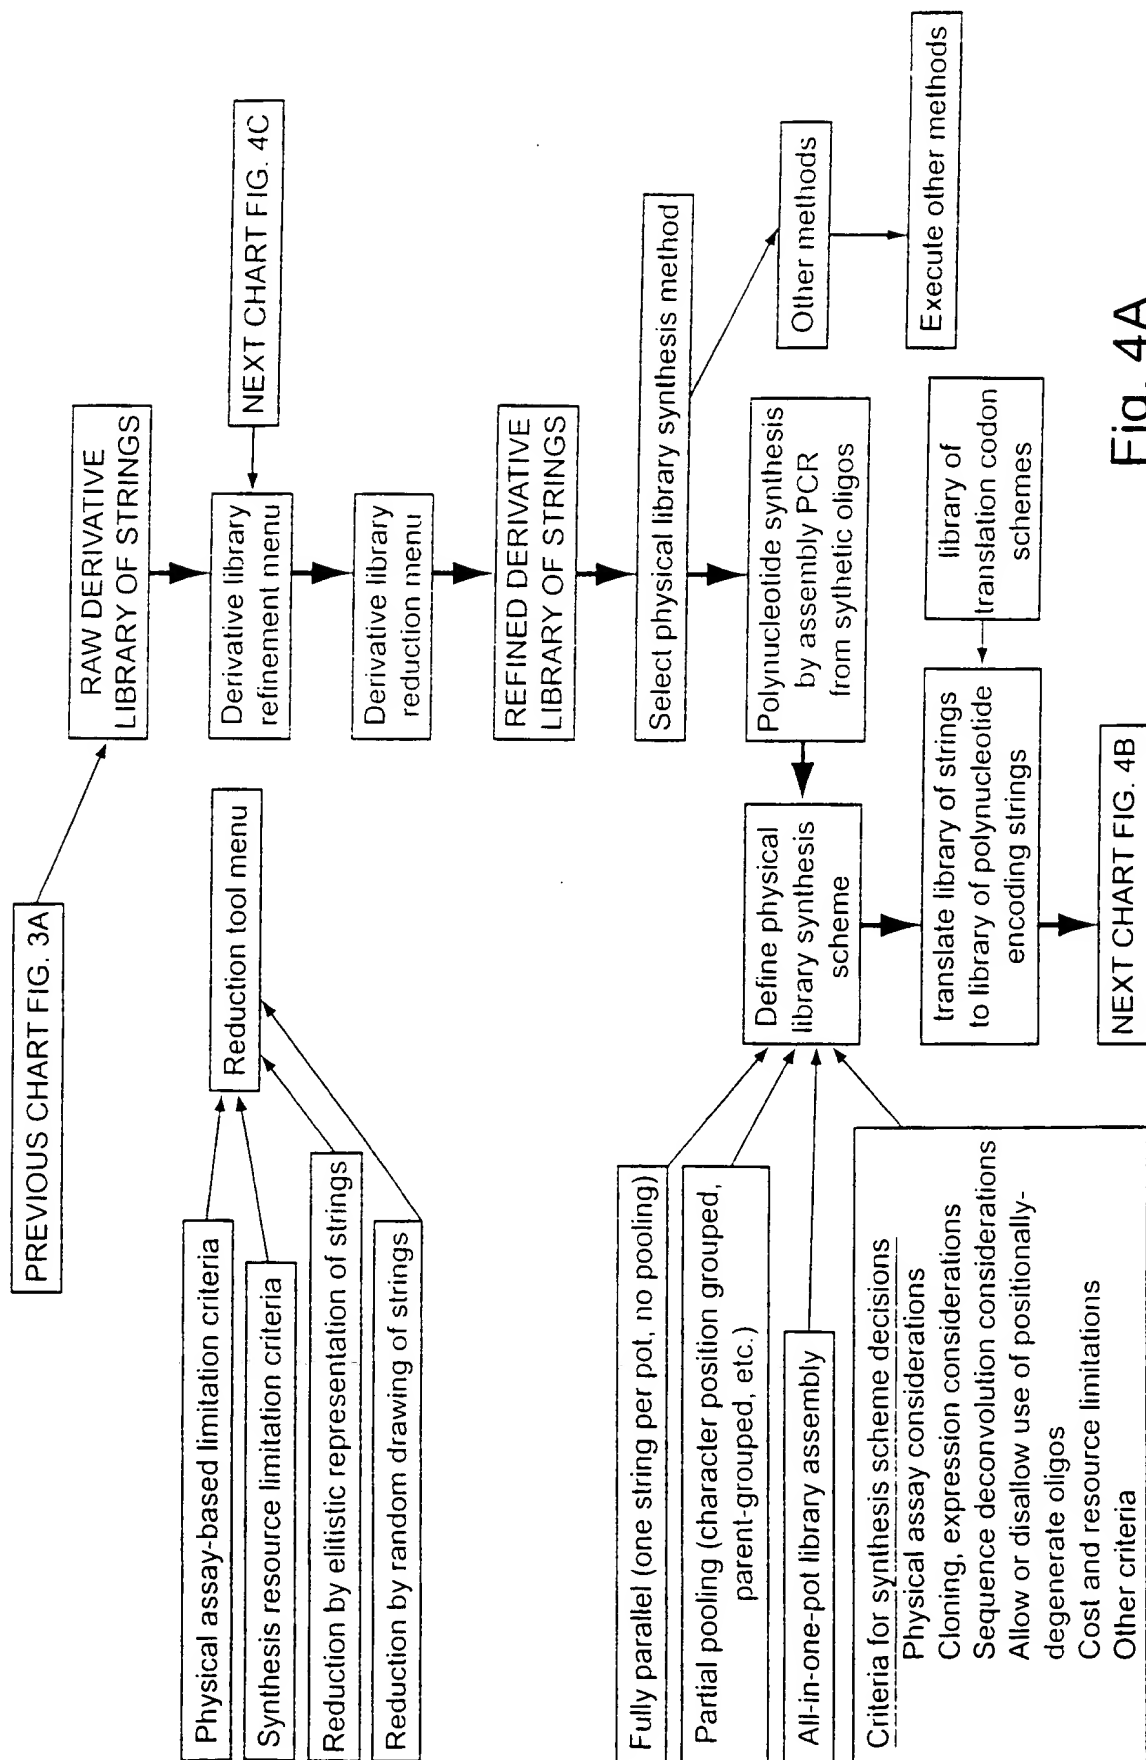 PREVIOUS CHART FIG. 3A
RAW DERIVATIVE
LIBRARY OF STRINGS
NEXT CHART FIG. 4C
Derivative library
refinement menu
Derivative library
reduction menu
Reduction tool menu
Physical assay-based limitation criteria
Synthesis resource limitation criteria
Reduction by elitistic representation of strings
Reduction by random drawing of strings
REFINED DERIVATIVE
LIBRARY OF STRINGS
Select physical library synthesis method
Other methods
Execute other methods
Polynucleotide synthesis
by assembly PCR
from sythetic oligos
Define physical
library synthesis
scheme
Fully parallel (one string per pot, no pooling)
Partial pooling (character position grouped,
parent-grouped, etc.)
All-in-one-pot library assembly
Criteria for synthesis scheme decisions
Physical assay considerations
Cloning, expression considerations
Sequence deconvolution considerations
Allow or disallow use of positionally-
degenerate oligos
Cost and resource limitations
Other criteria
library of
translation codon
schemes
translate library of strings
to library of polynucleotide
encoding strings
NEXT CHART FIG. 4B
Fig. 4A